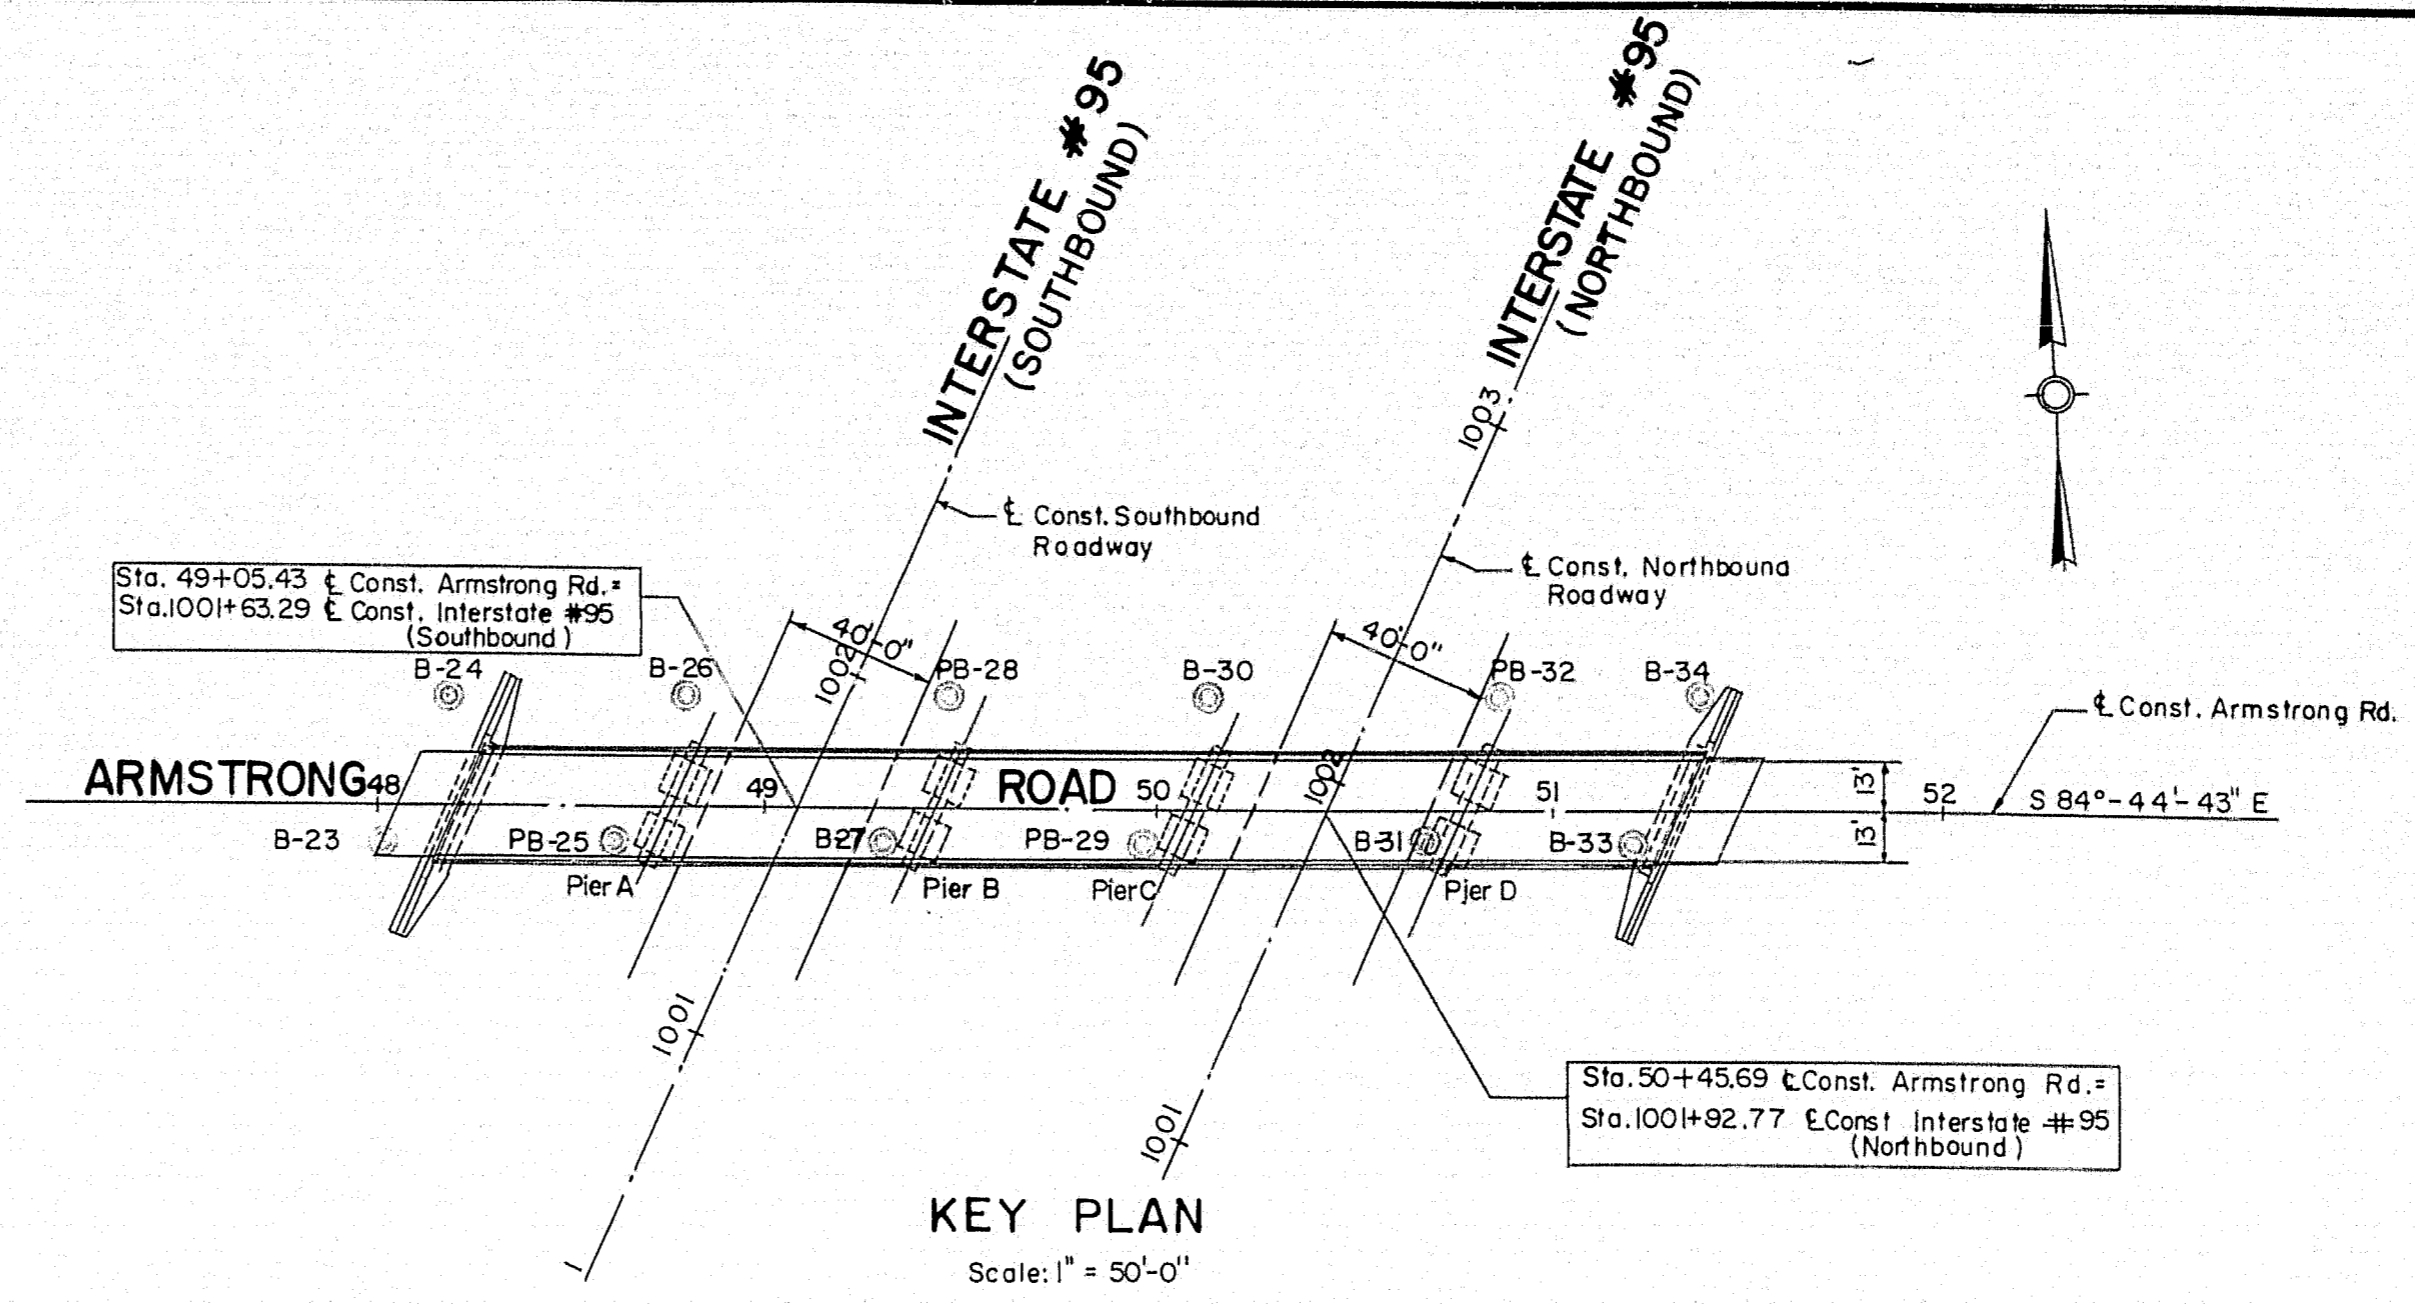 INTERSTATE #95
(SOUTHBOUND)
INTERSTATE #95
(NORTHBOUND)
1003
℄ Const. Southbound
Roadway
℄ Const. Northbound
Roadway
Sta. 49+05.43 ℄ Const. Armstrong Rd.=
Sta.1001+63.29 ℄ Const. Interstate #95
(Southbound)
40'-0"
40'-0"
1002
B-24
B-26
PB-28
B-30
PB-32
B-34
℄ Const. Armstrong Rd.
ARMSTRONG
48
49
ROAD
50
1002
51
13'
52
S 84°-44'-43" E
B-23
PB-25
B-27
PB-29
B-31
B-33
13'
Pier A
Pier B
Pier C
Pier D
1001
1001
Sta.50+45.69 ℄ Const. Armstrong Rd.=
Sta.1001+92.77 ℄ Const Interstate #95
(Northbound)
KEY PLAN
Scale: 1" = 50'-0"